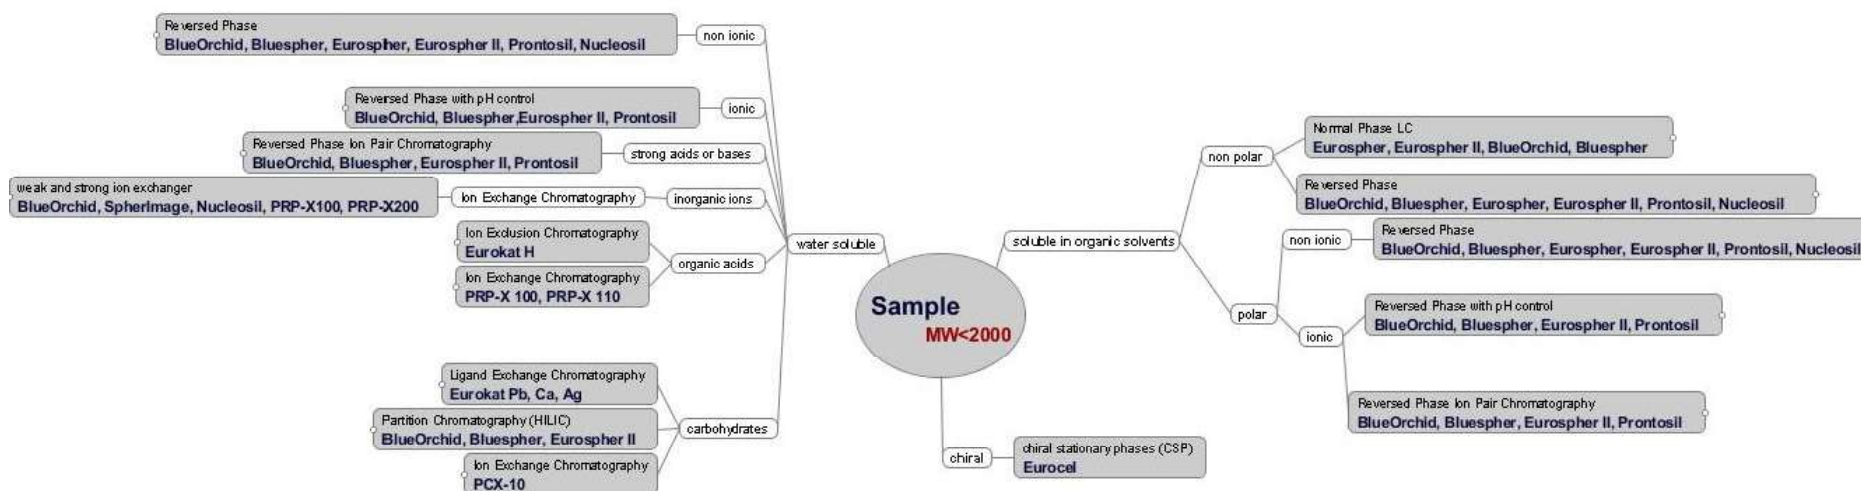 Reversed Phase
BlueOrchid, Bluespher, Eurospher, Eurospher II, Prontosil, Nucleosil
non ionic
Reversed Phase with pH control
BlueOrchid, Bluespher,Eurospher II, Prontosil
ionic
Reversed Phase Ion Pair Chromatography
BlueOrchid, Bluespher, Eurospher II, Prontosil
strong acids or bases
weak and strong ion exchanger
BlueOrchid, SpherImage, Nucleosil, PRP-X100, PRP-X200
Ion Exchange Chromatography
inorganic ions
Ion Exclusion Chromatography
Eurokat H
Ion Exchange Chromatography
PRP-X 100, PRP-X 110
organic acids
water soluble
Ligand Exchange Chromatography
Eurokat Pb, Ca, Ag
Partition Chromatography (HILIC)
BlueOrchid, Bluespher, Eurospher II
Ion Exchange Chromatography
PCX-10
carbohydrates
Sample
MW<2000
soluble in organic solvents
non polar
Normal Phase LC
Eurospher, Eurospher II, BlueOrchid, Bluespher
Reversed Phase
BlueOrchid, Bluespher, Eurospher, Eurospher II, Prontosil, Nucleosil
polar
non ionic
Reversed Phase
BlueOrchid, Bluespher, Eurospher, Eurospher II, Prontosil, Nucleosil
ionic
Reversed Phase with pH control
BlueOrchid, Bluespher, Eurospher II, Prontosil
Reversed Phase Ion Pair Chromatography
BlueOrchid, Bluespher, Eurospher II, Prontosil
chiral
chiral stationary phases (CSP)
Eurocel